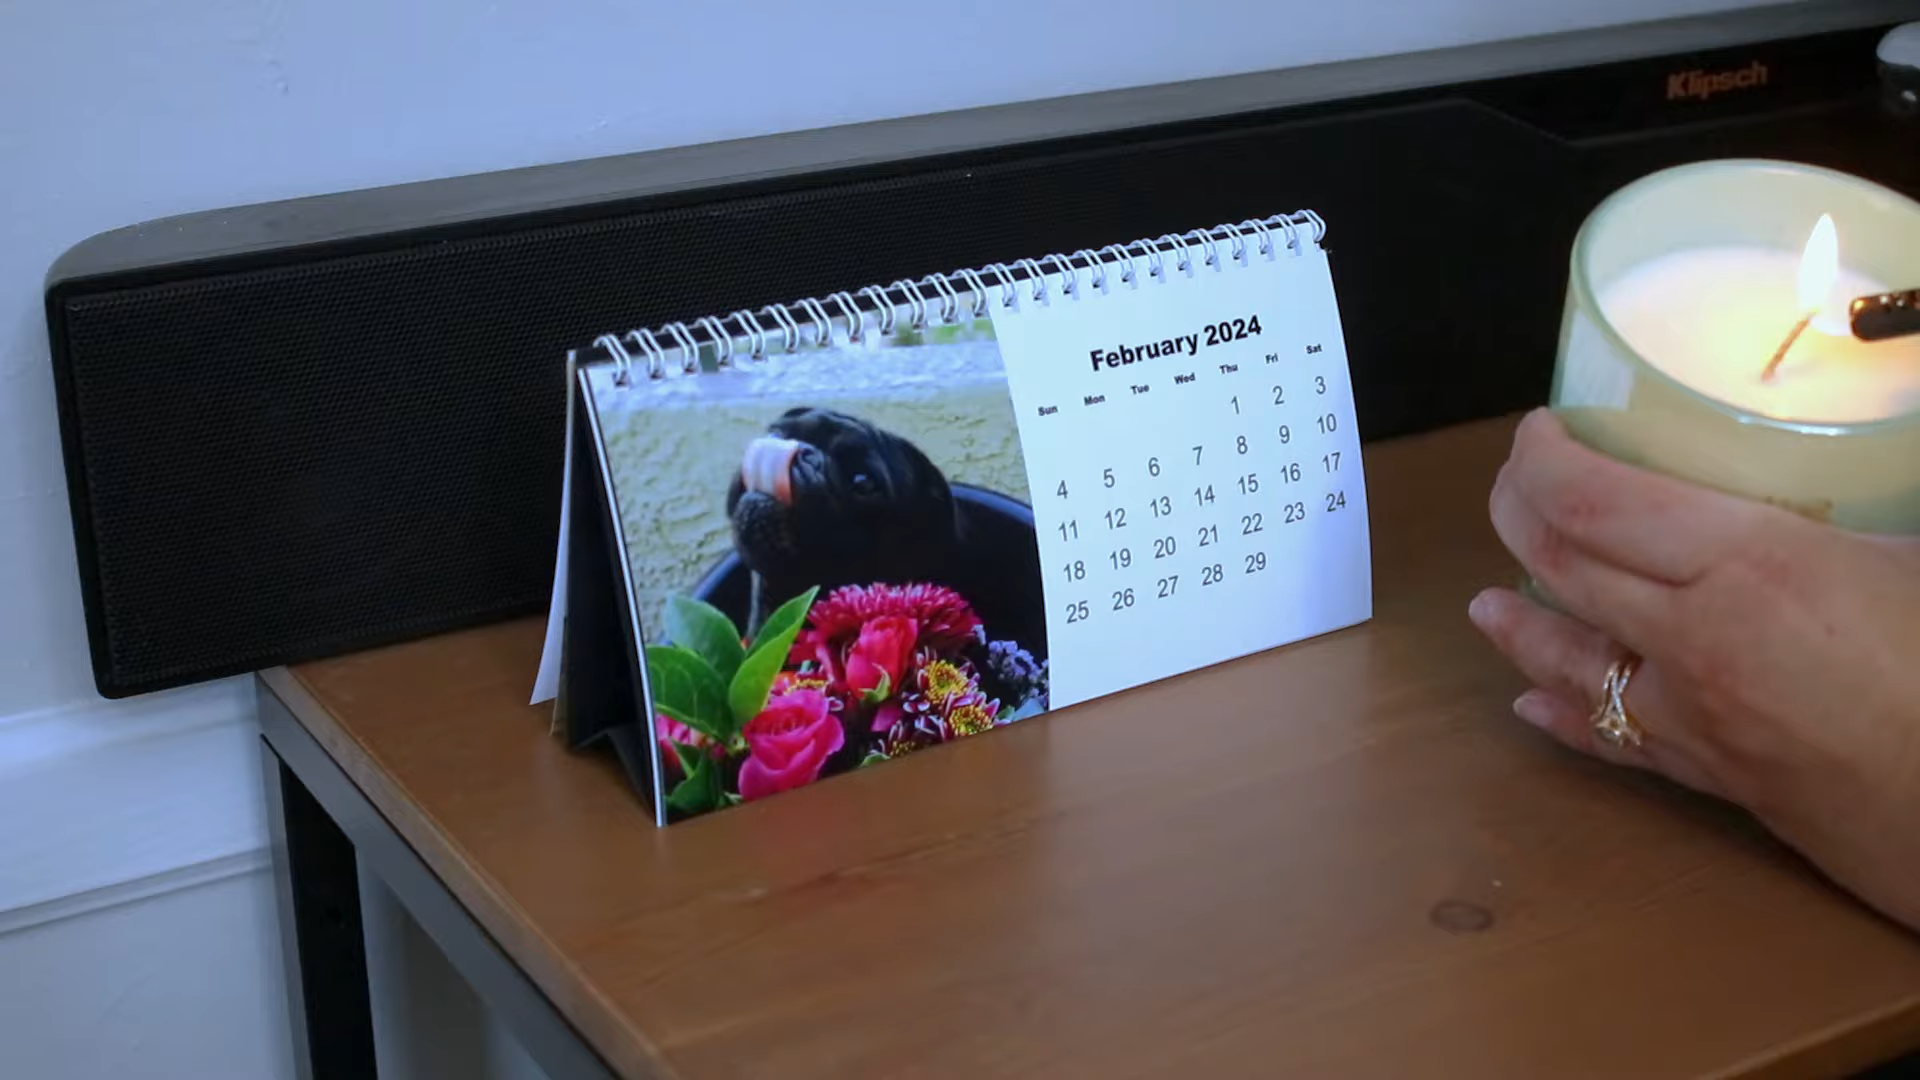 Klipsch
February 2024
Sun Mon Tue Wed Thu Fri Sat
1 2 3
4 5 6 7 8 9 10
11 12 13 14 15 16 17
18 19 20 21 22 23 24
25 26 27 28 29